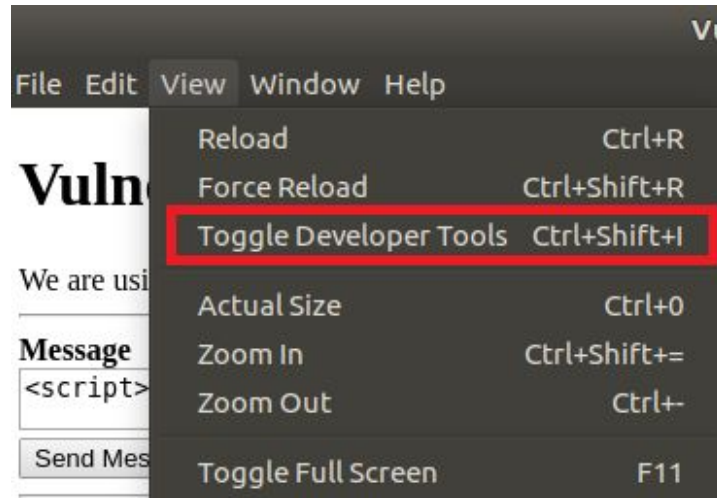 Vu
File Edit View Window Help
Reload Ctrl+R
Vuln
Force Reload Ctrl+Shift+R
Toggle Developer Tools Ctrl+Shift+I
We are usi
Actual Size Ctrl+0
Message
Zoom In Ctrl+Shift+=
<script>
Zoom Out Ctrl+-
Send Mes
Toggle Full Screen F11